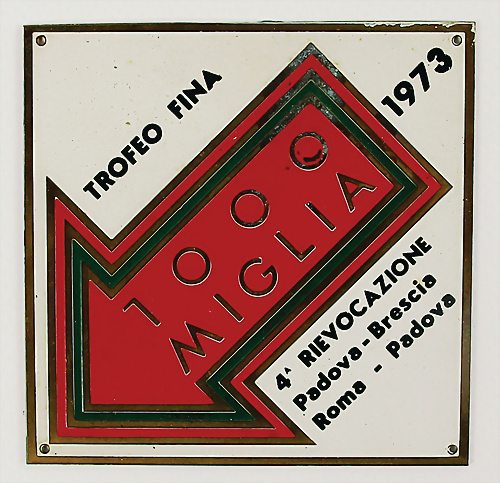 TROFEO FINA
1973
1000
MIGLIA
4ᴬ RIEVOCAZIONE
Padova-Brescia
Roma - Padova